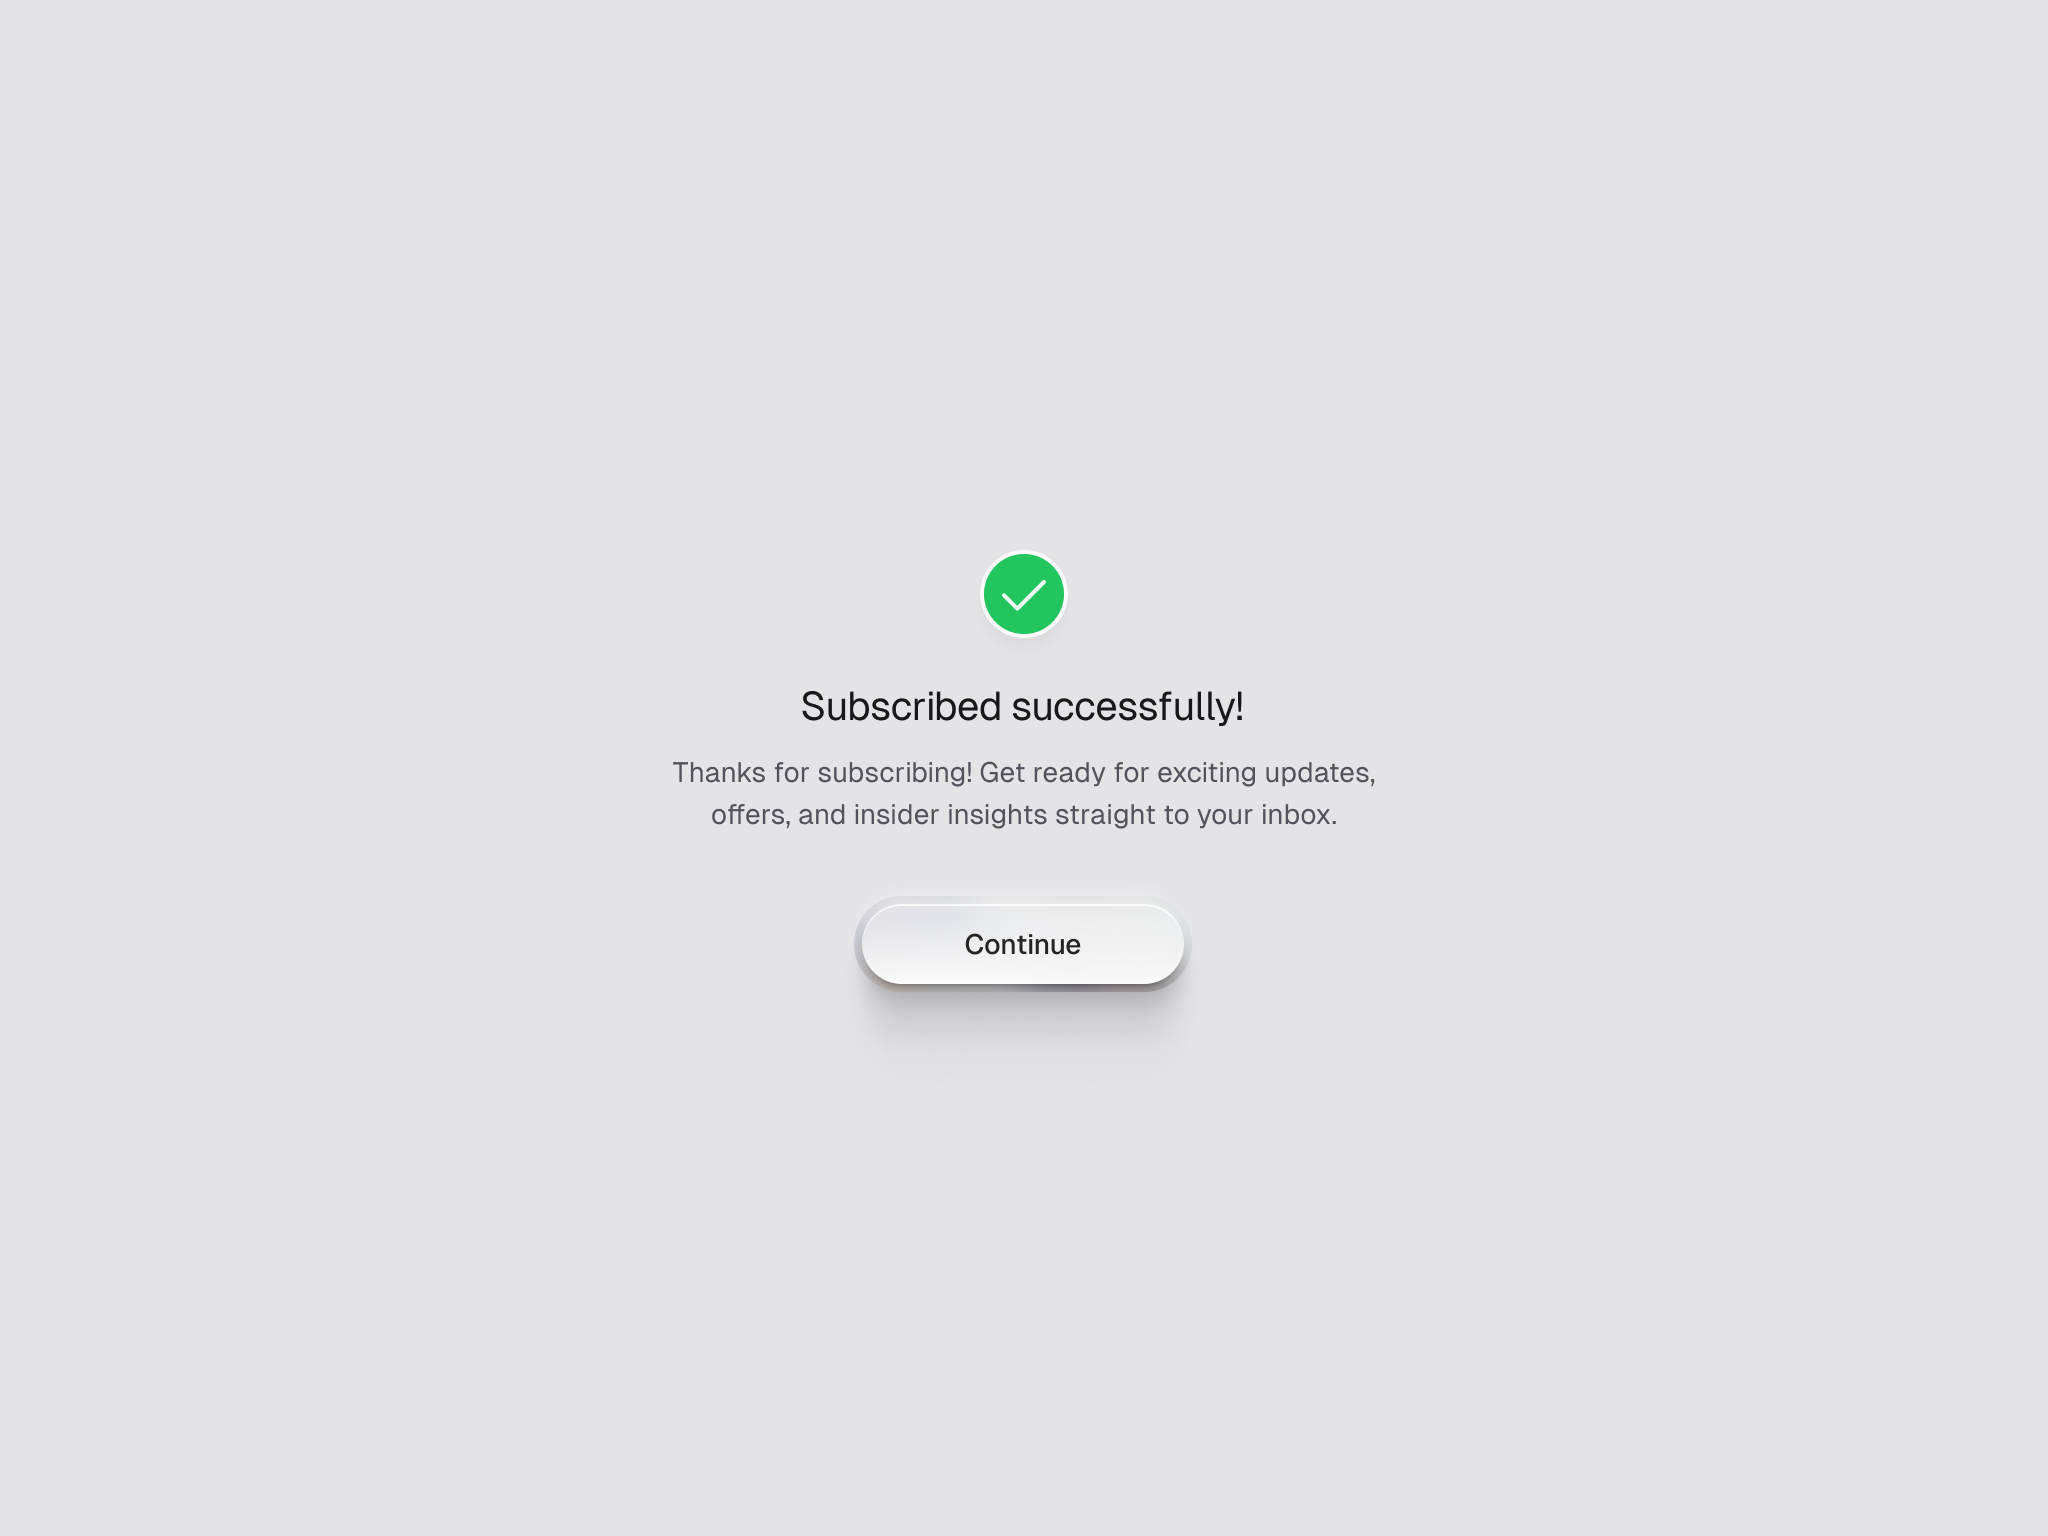 Subscribed successfully!
Thanks for subscribing! Get ready for exciting updates,
offers, and insider insights straight to your inbox.
Continue